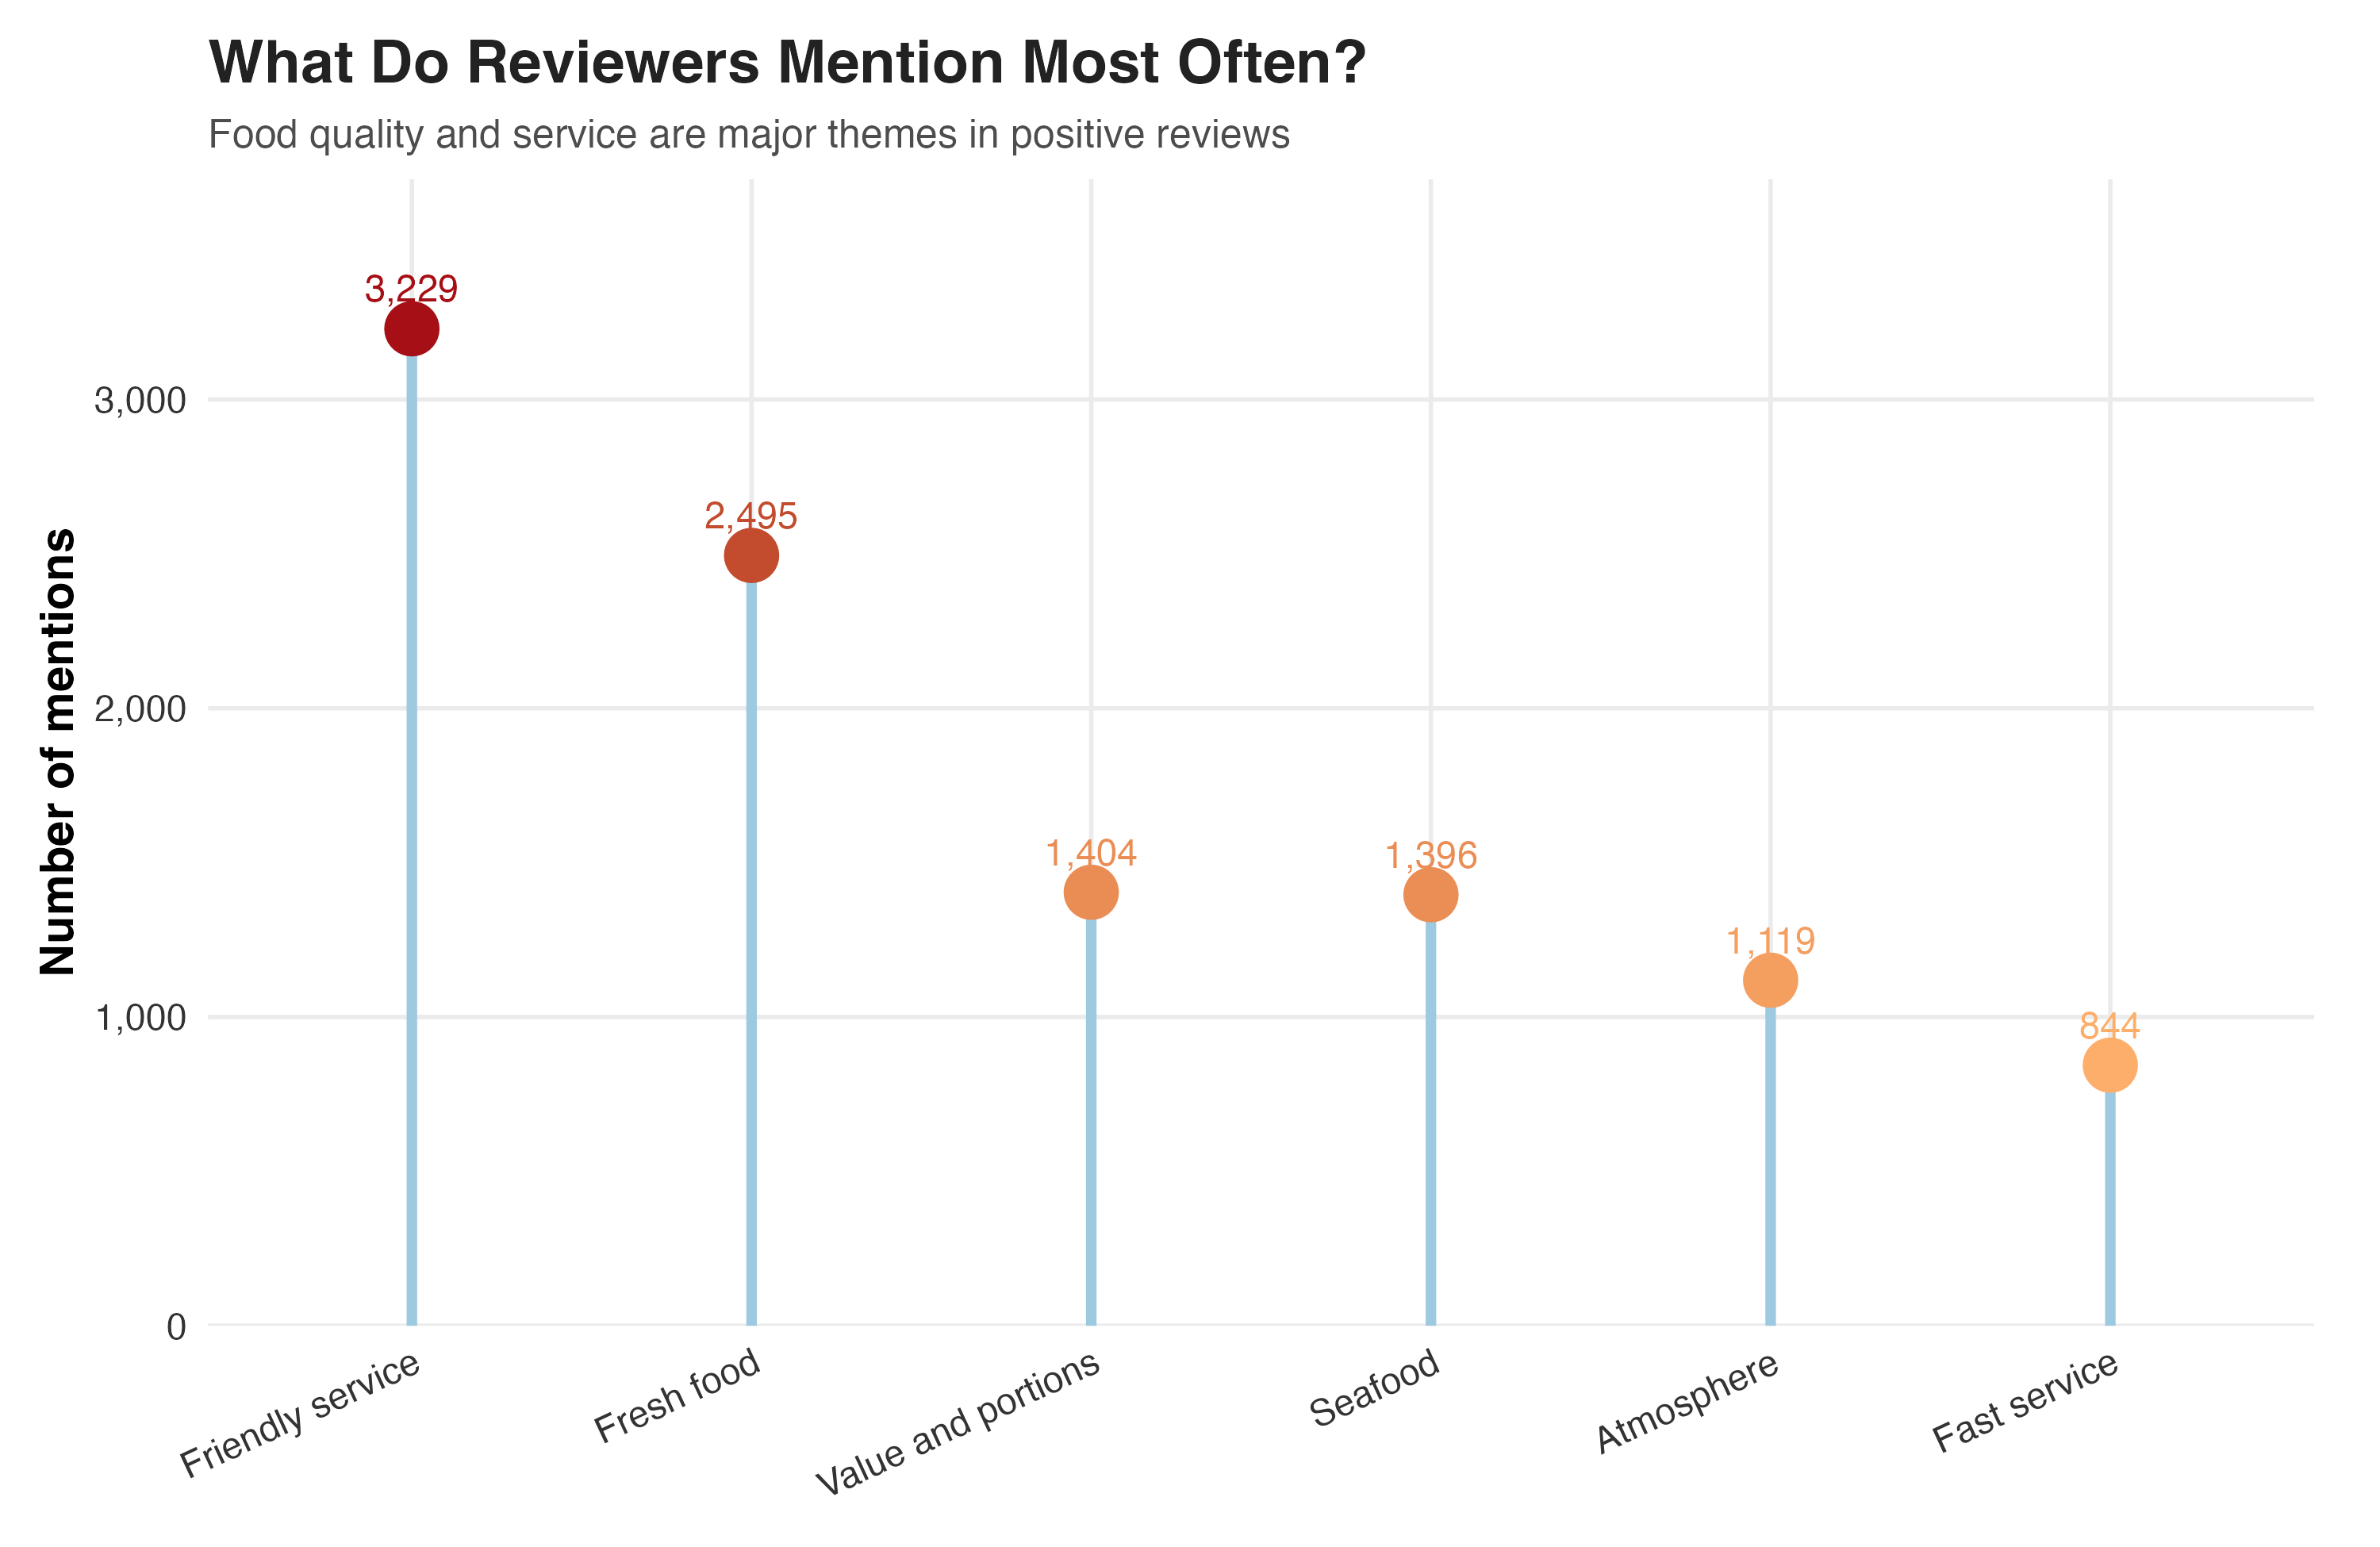 What Do Reviewers Mention Most Often?
Food quality and service are major themes in positive reviews
Number of mentions
3,000
2,000
1,000
0
3,229
2,495
1,404
1,396
1,119
844
Friendly service
Fresh food
Value and portions
Seafood
Atmosphere
Fast service